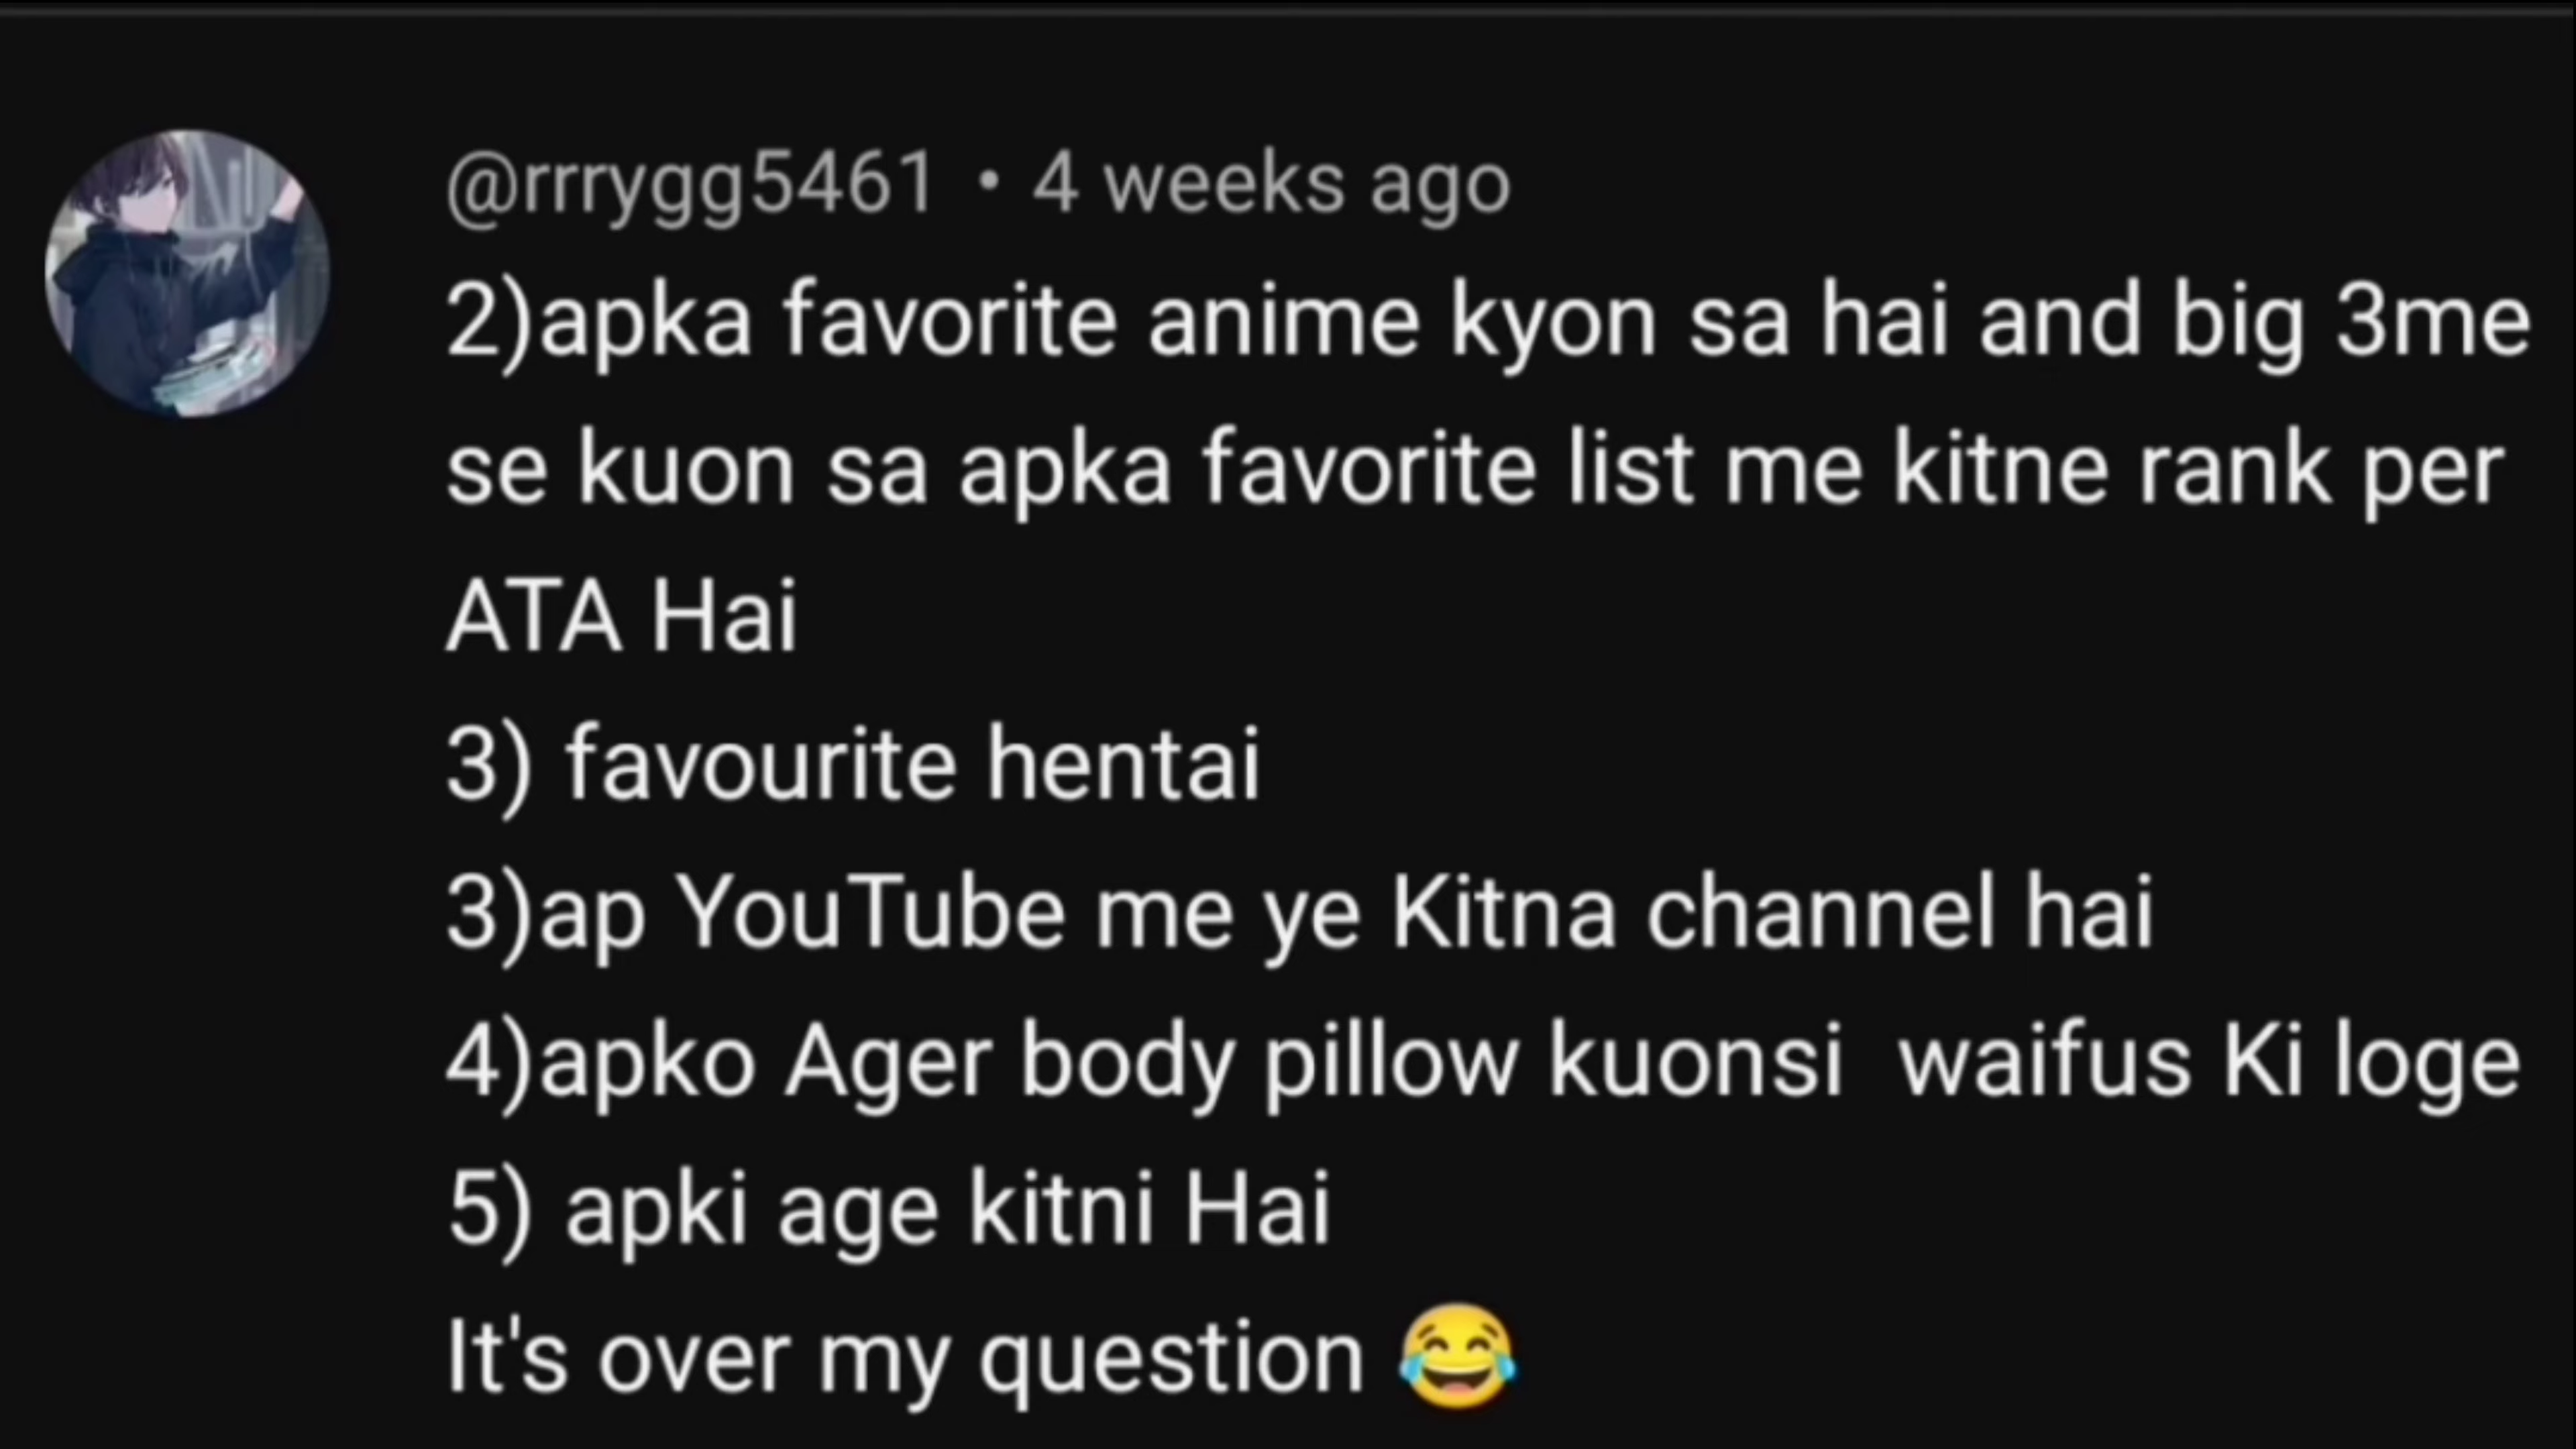 @rrrygg5461 • 4 weeks ago
2)apka favorite anime kyon sa hai and big 3me
se kuon sa apka favorite list me kitne rank per
ATA Hai
3) favourite hentai
3)ap YouTube me ye Kitna channel hai
4)apko Ager body pillow kuonsi  waifus Ki loge
5) apki age kitni Hai
It's over my question 😂